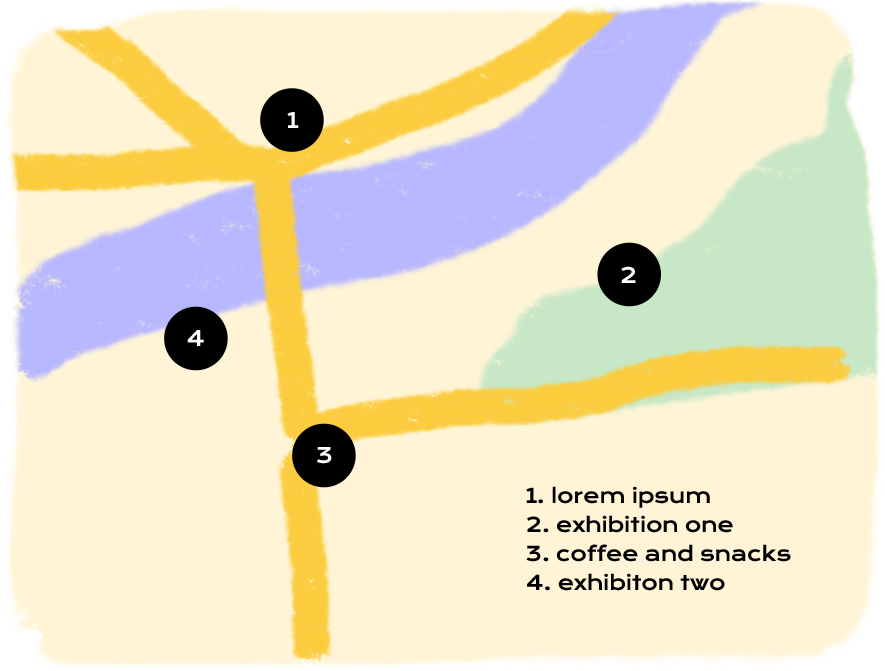 1
2
4
3
1. lorem ipsum
2. exhibition one
3. coffee and snacks
4. exhibiton two